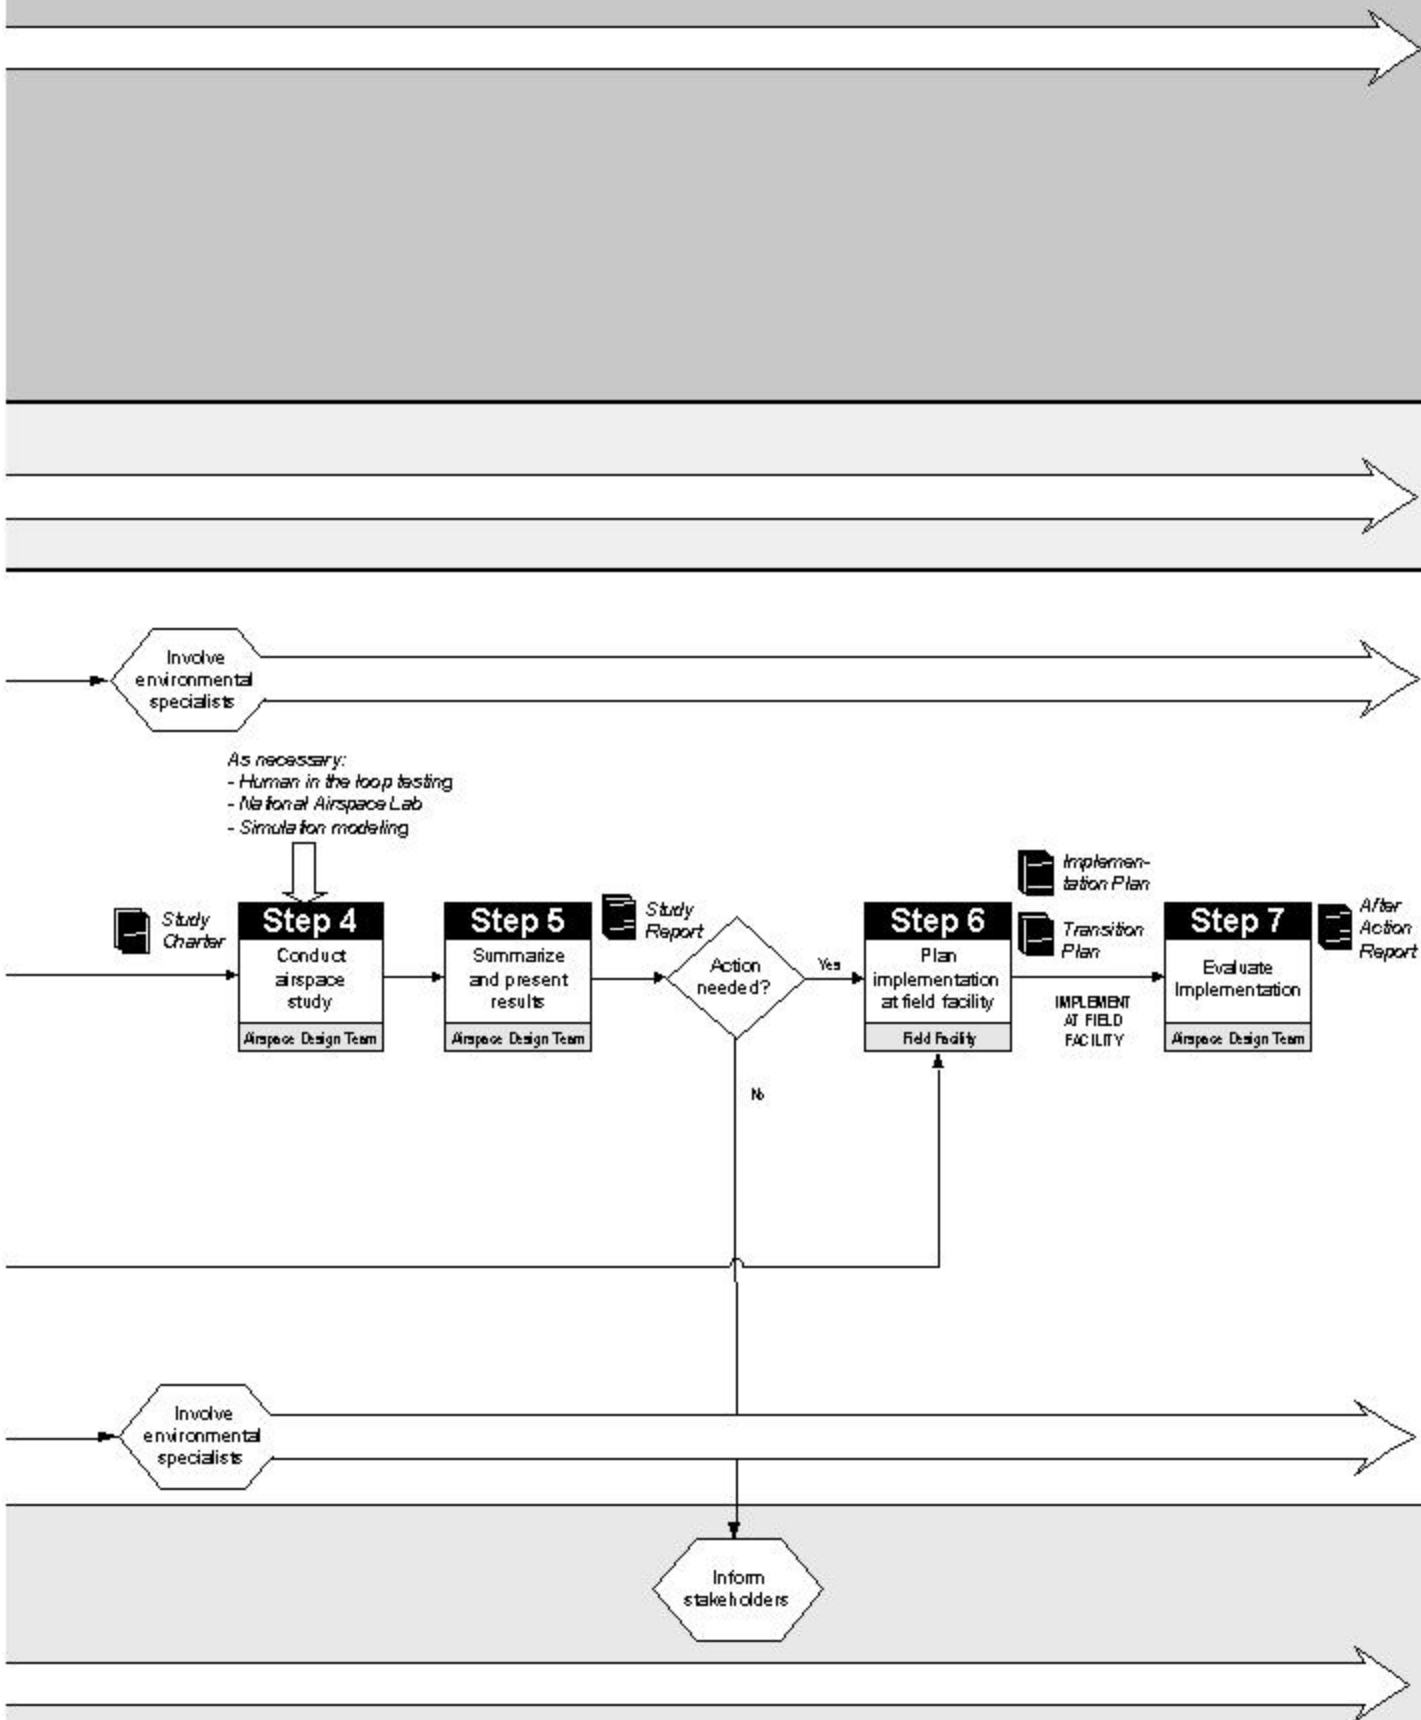 Involve
environmental
specialists
As necessary:
- Human in the loop testing
- National Airspace Lab
- Simulation modeling
Study
Charter
Step 4
Conduct
airspace
study
Airspace Design Team
Step 5
Summarize
and present
results
Airspace Design Team
Study
Report
Action
needed?
Yes
No
Step 6
Plan
implementation
at field facility
Field Facility
Implemen-
tation Plan
Transition
Plan
IMPLEMENT
AT FIELD
FACILITY
Step 7
Evaluate
Implementation
Airspace Design Team
After
Action
Report
Involve
environmental
specialists
Inform
stakeholders